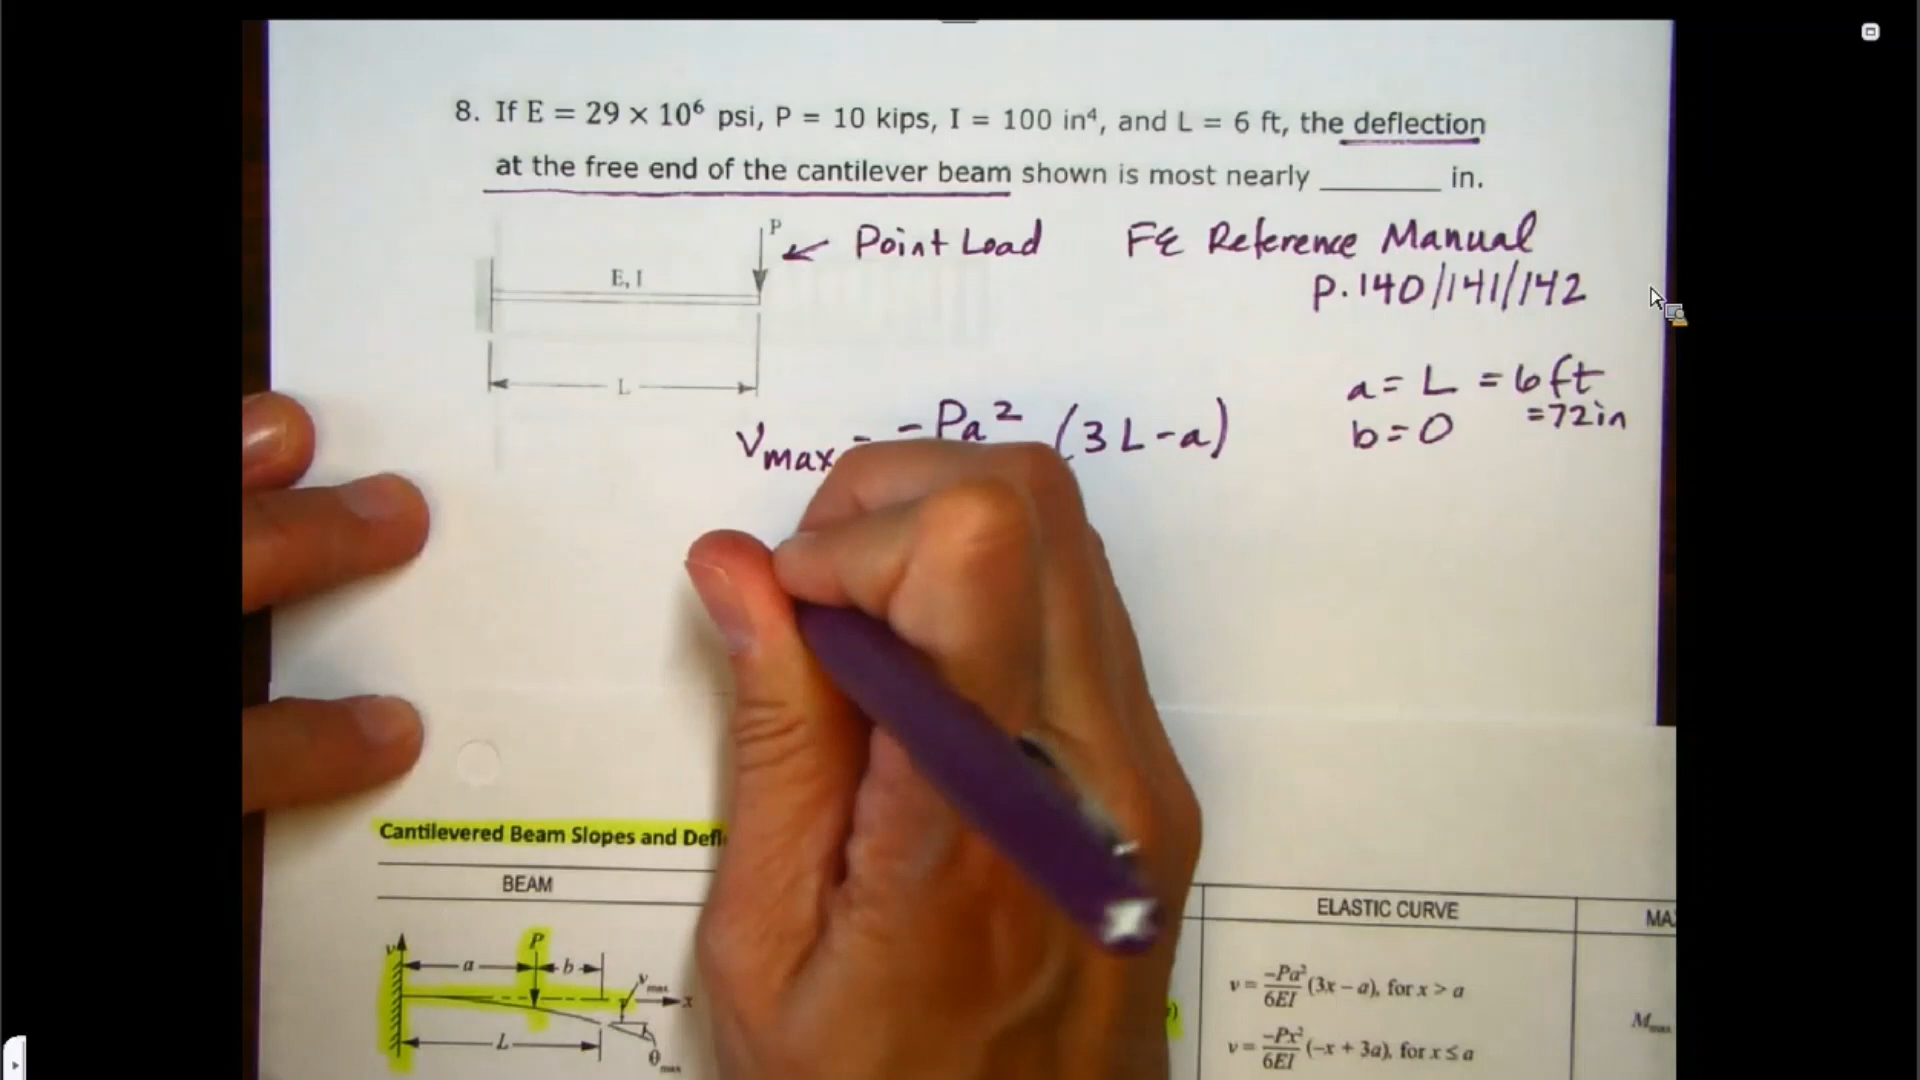 8. If E = 29 × 10⁶ psi, P = 10 kips, I = 100 in⁴, and L = 6 ft, the deflection
at the free end of the cantilever beam shown is most nearly ________ in.
P
Point Load
FE Reference Manual
p.140/141/142
E, I
L
a = L = 6ft
= 72in
b = 0
Vmax = -Pa² (3L-a)
Cantilevered Beam Slopes and Defl
BEAM
ELASTIC CURVE
v
P
a
b
vmax
x
L
θmax
v = -Pa²/6EI (3x − a), for x > a
v = -Px²/6EI (−x + 3a), for x ≤ a
Mmax